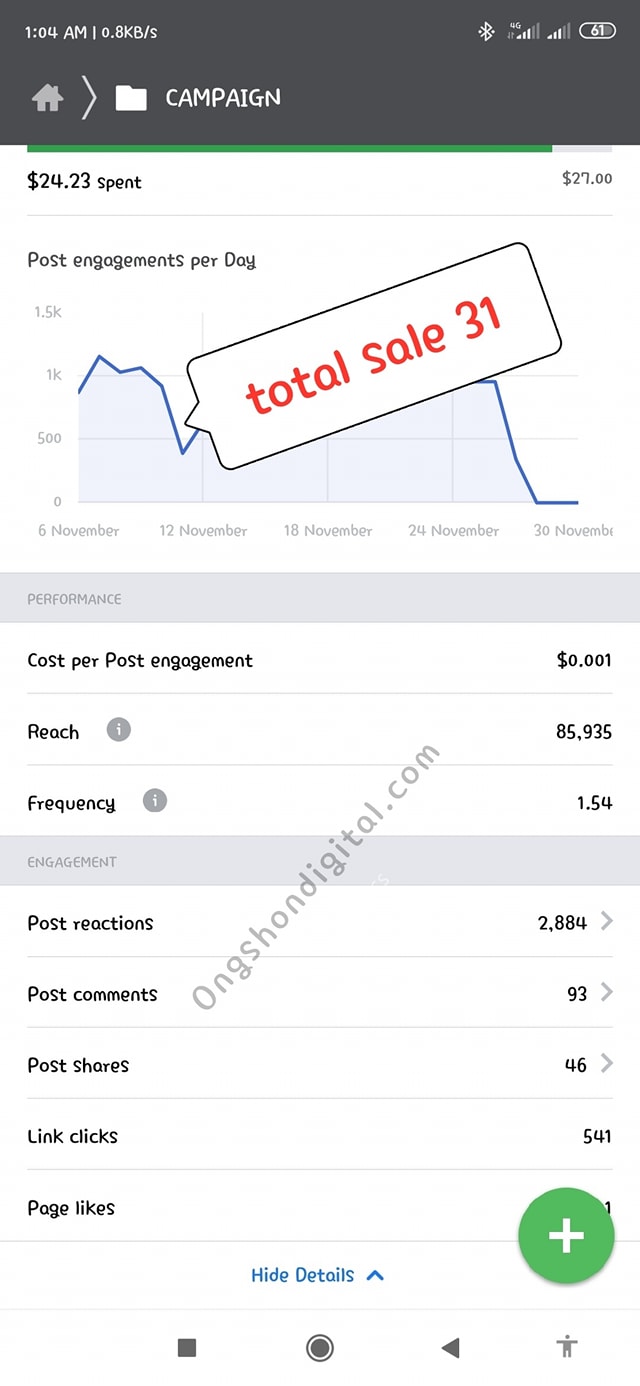 1:04 AM | 0.8KB/s 4G 61
CAMPAIGN
$24.23 Spent $27.00
Post engagements per Day
1.5k
1K
500
0
6 November 12 November 18 November 24 November 30 Novembe
total sale 31
PERFORMANCE
Cost per Post engagement $0.001
Reach i 85,935
Frequency i 1.54
ENGAGEMENT
Post reactions 2,884
Post comments 93
Post shares 46
Link clicks 541
Page likes 1
Hide Details
Ongshondigital.com